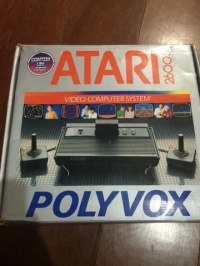 ATARI
2600
VIDEO COMPUTER SYSTEM
POLYVOX